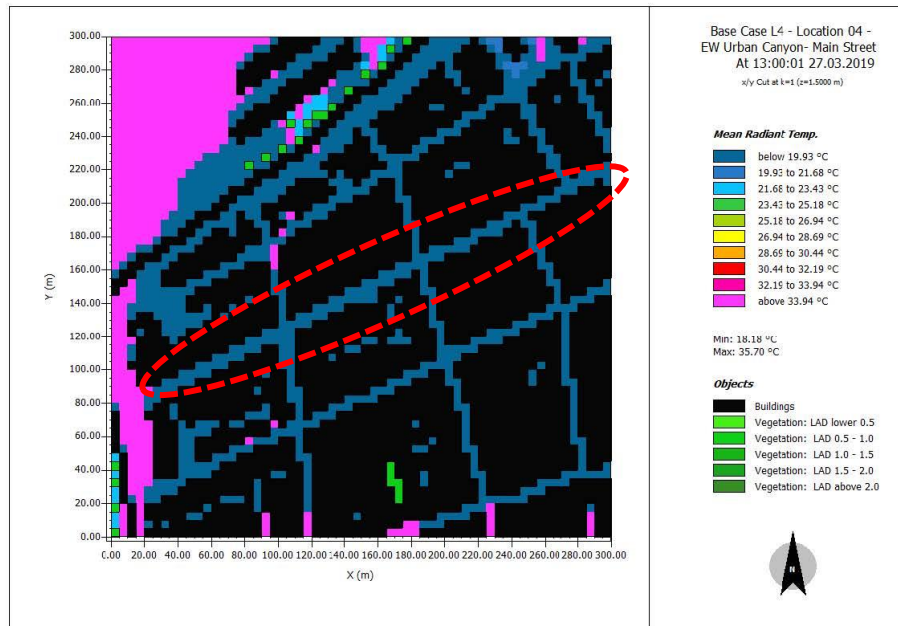 Base Case L4 - Location 04 -
EW Urban Canyon- Main Street
At 13:00:01 27.03.2019
x/y Cut at k=1 (z=1.5000 m)
Mean Radiant Temp.
below 19.93 °C
19.93 to 21.68 °C
21.68 to 23.43 °C
23.43 to 25.18 °C
25.18 to 26.94 °C
26.94 to 28.69 °C
28.69 to 30.44 °C
30.44 to 32.19 °C
32.19 to 33.94 °C
above 33.94 °C
Min: 18.18 °C
Max: 35.70 °C
Objects
Buildings
Vegetation: LAD lower 0.5
Vegetation: LAD 0.5 - 1.0
Vegetation: LAD 1.0 - 1.5
Vegetation: LAD 1.5 - 2.0
Vegetation: LAD above 2.0
N
300.00
280.00
260.00
240.00
220.00
200.00
180.00
160.00
140.00
120.00
100.00
80.00
60.00
40.00
20.00
0.00
Y (m)
0.00 20.00 40.00 60.00 80.00 100.00 120.00 140.00 160.00 180.00 200.00 220.00 240.00 260.00 280.00 300.00
X (m)